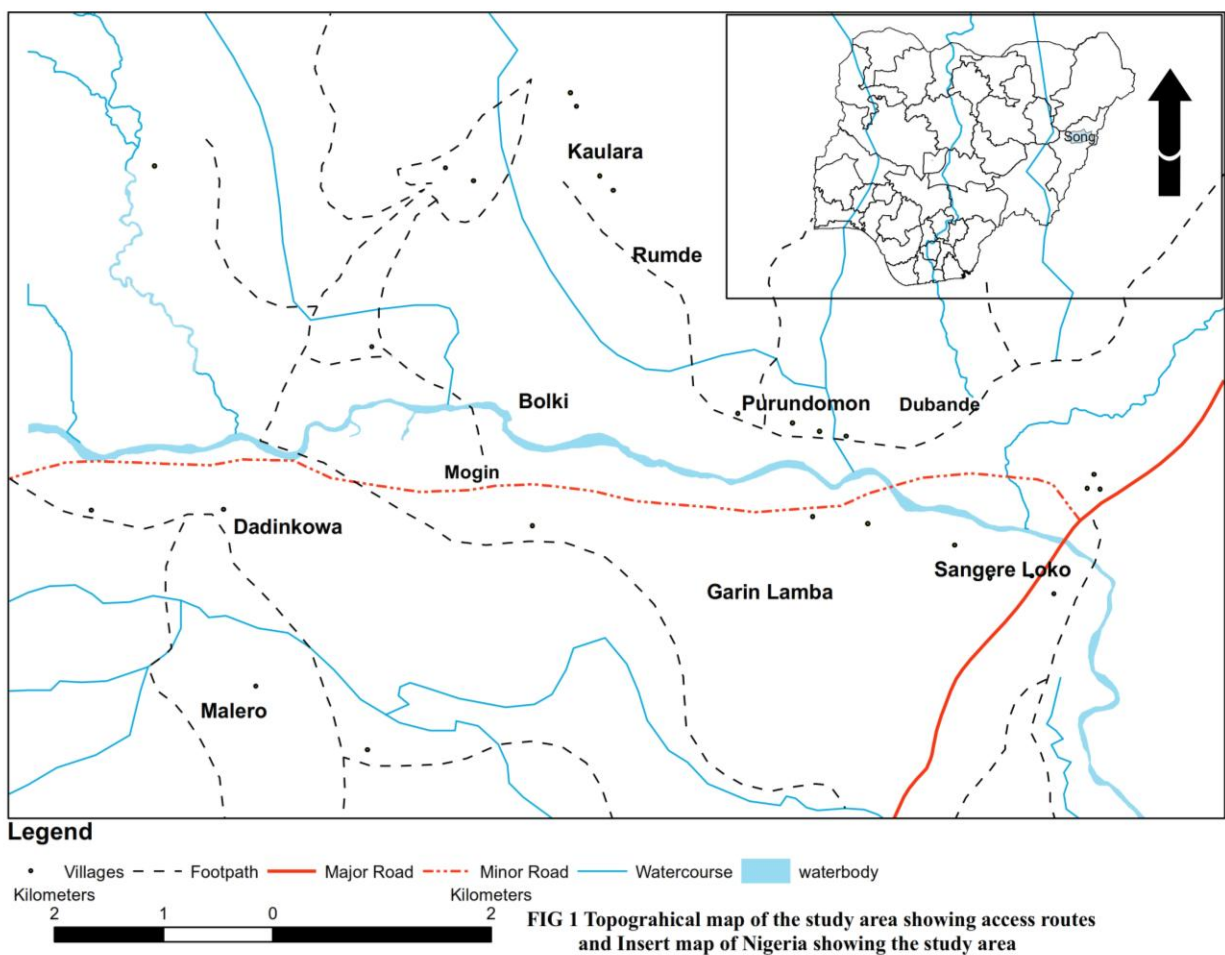 Song
Kaulara
Rumde
Bolki
Purundomon
Dubande
Mogin
Dadinkowa
Sangere Loko
Garin Lamba
Malero
Legend
Villages Footpath Major Road Minor Road Watercourse waterbody
Kilometers Kilometers
2 1 0 2
FIG 1 Topograhical map of the study area showing access routes
and Insert map of Nigeria showing the study area